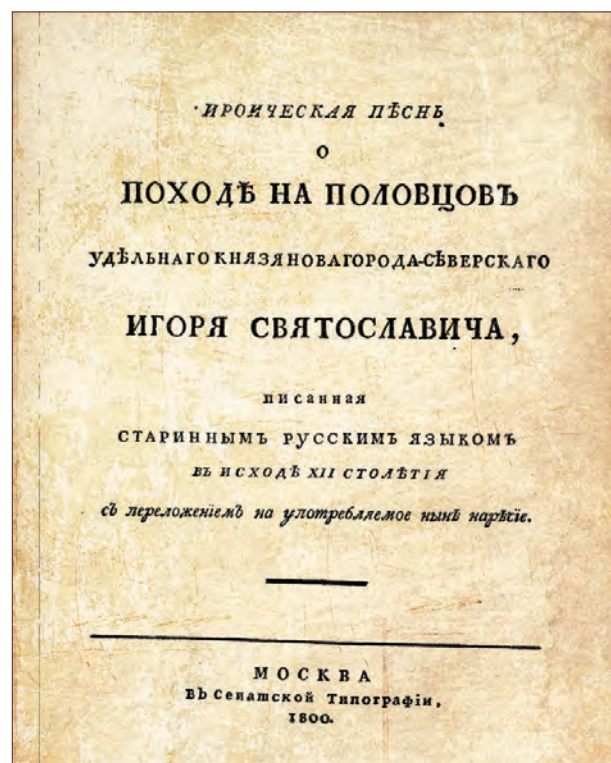 ИРОИЧЕСКАЯ ПѢСНЬ
О
ПОХОДѢ НА ПОЛОВЦОВЪ
УДѢЛЬНАГО КНЯЗЯ НОВАГОРОДА-СѢВЕРСКАГО
ИГОРЯ СВЯТОСЛАВИЧА,
писанная
СТАРИННЫМЪ РУССКИМЪ ЯЗЫКОМЪ
ВЪ ИСХОДѢ XII СТОЛѢТІЯ
съ переложеніемъ на употребляемое нынѣ нарѣчіе.
МОСКВА
Въ Сенатской Типографіи,
1800.